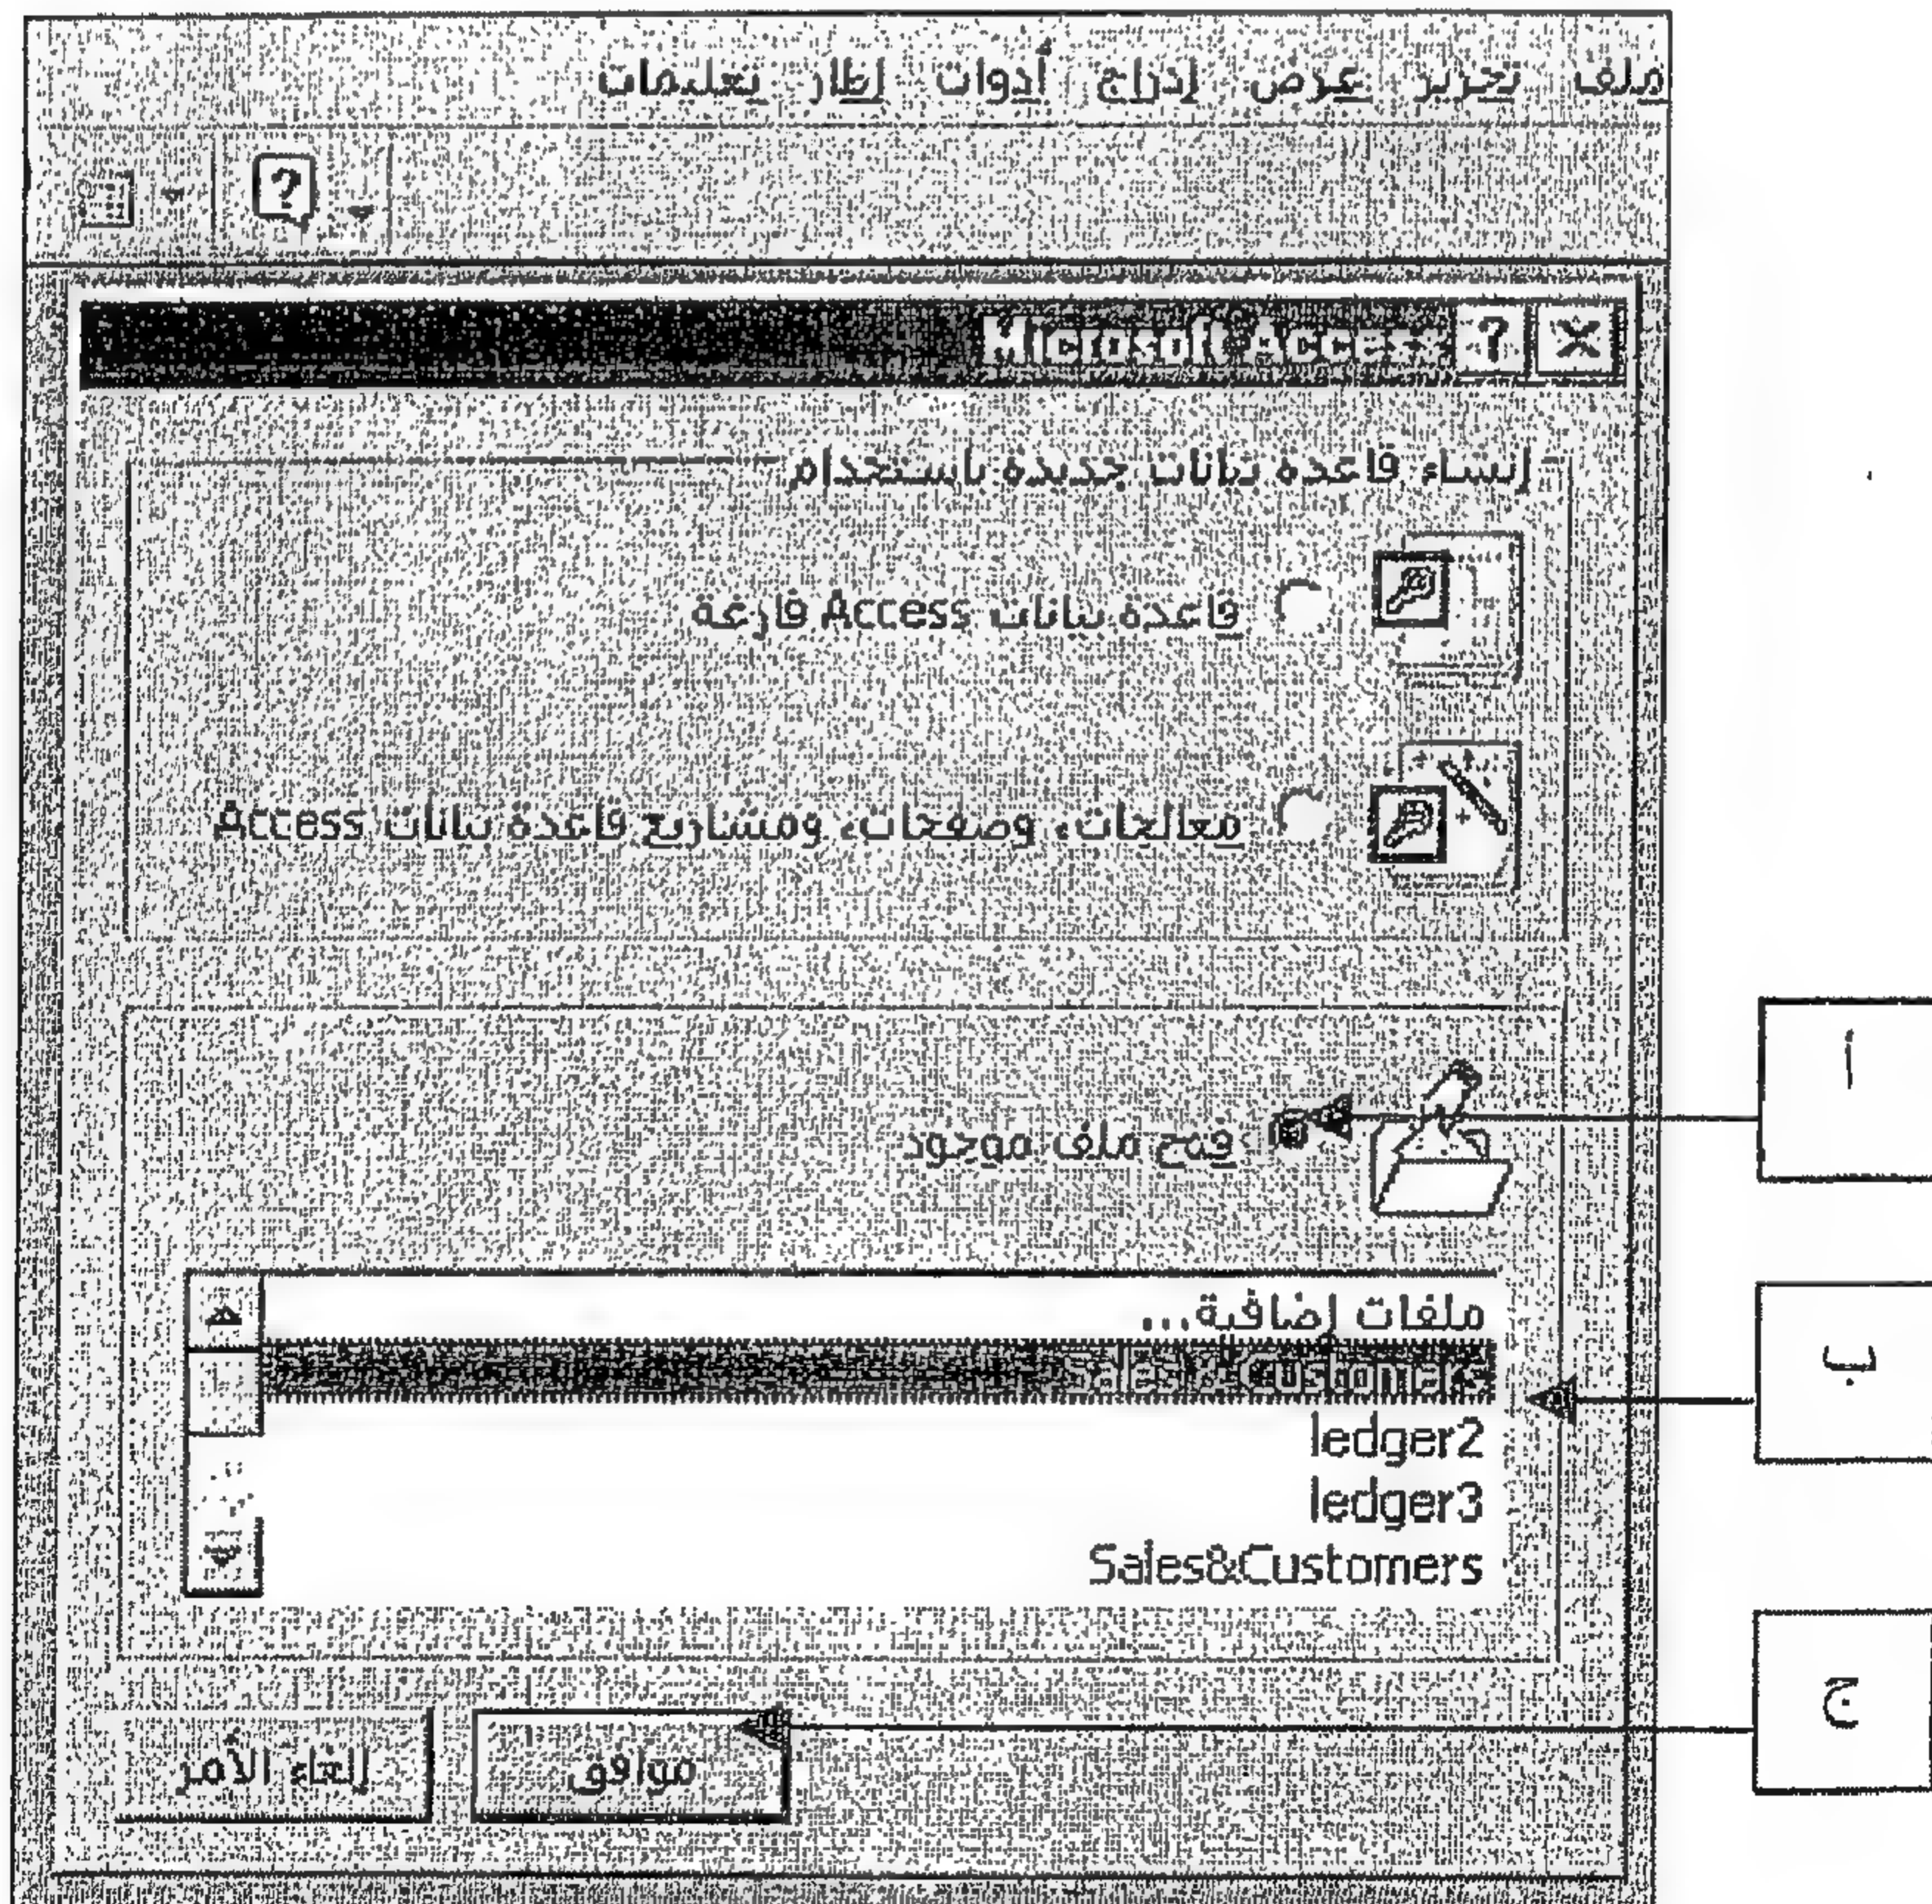 ملف تحرير عرض إدراج أدوات إطار تعليمات
?
Microsoft Access ? ×
إنشاء قاعدة بيانات جديدة باستخدام
قاعدة بيانات Access فارغة
معالجات، وصفحات، ومشاريع قاعدة بيانات Access
أ
فتح ملف موجود
ملفات إضافية...
ب
Sales&Customers
ledger2
ledger3
Sales&Customers
ج
موافق
إلغاء الأمر